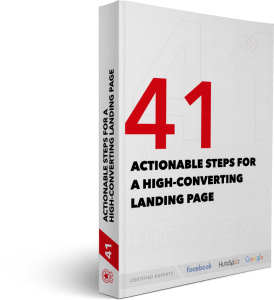 41
ACTIONABLE STEPS FOR
A HIGH-CONVERTING
LANDING PAGE
CERTIFIED EXPERTS
facebook
HubSpot
Google
ACTIONABLE STEPS FOR A
HIGH-CONVERTING LANDING PAGE
41